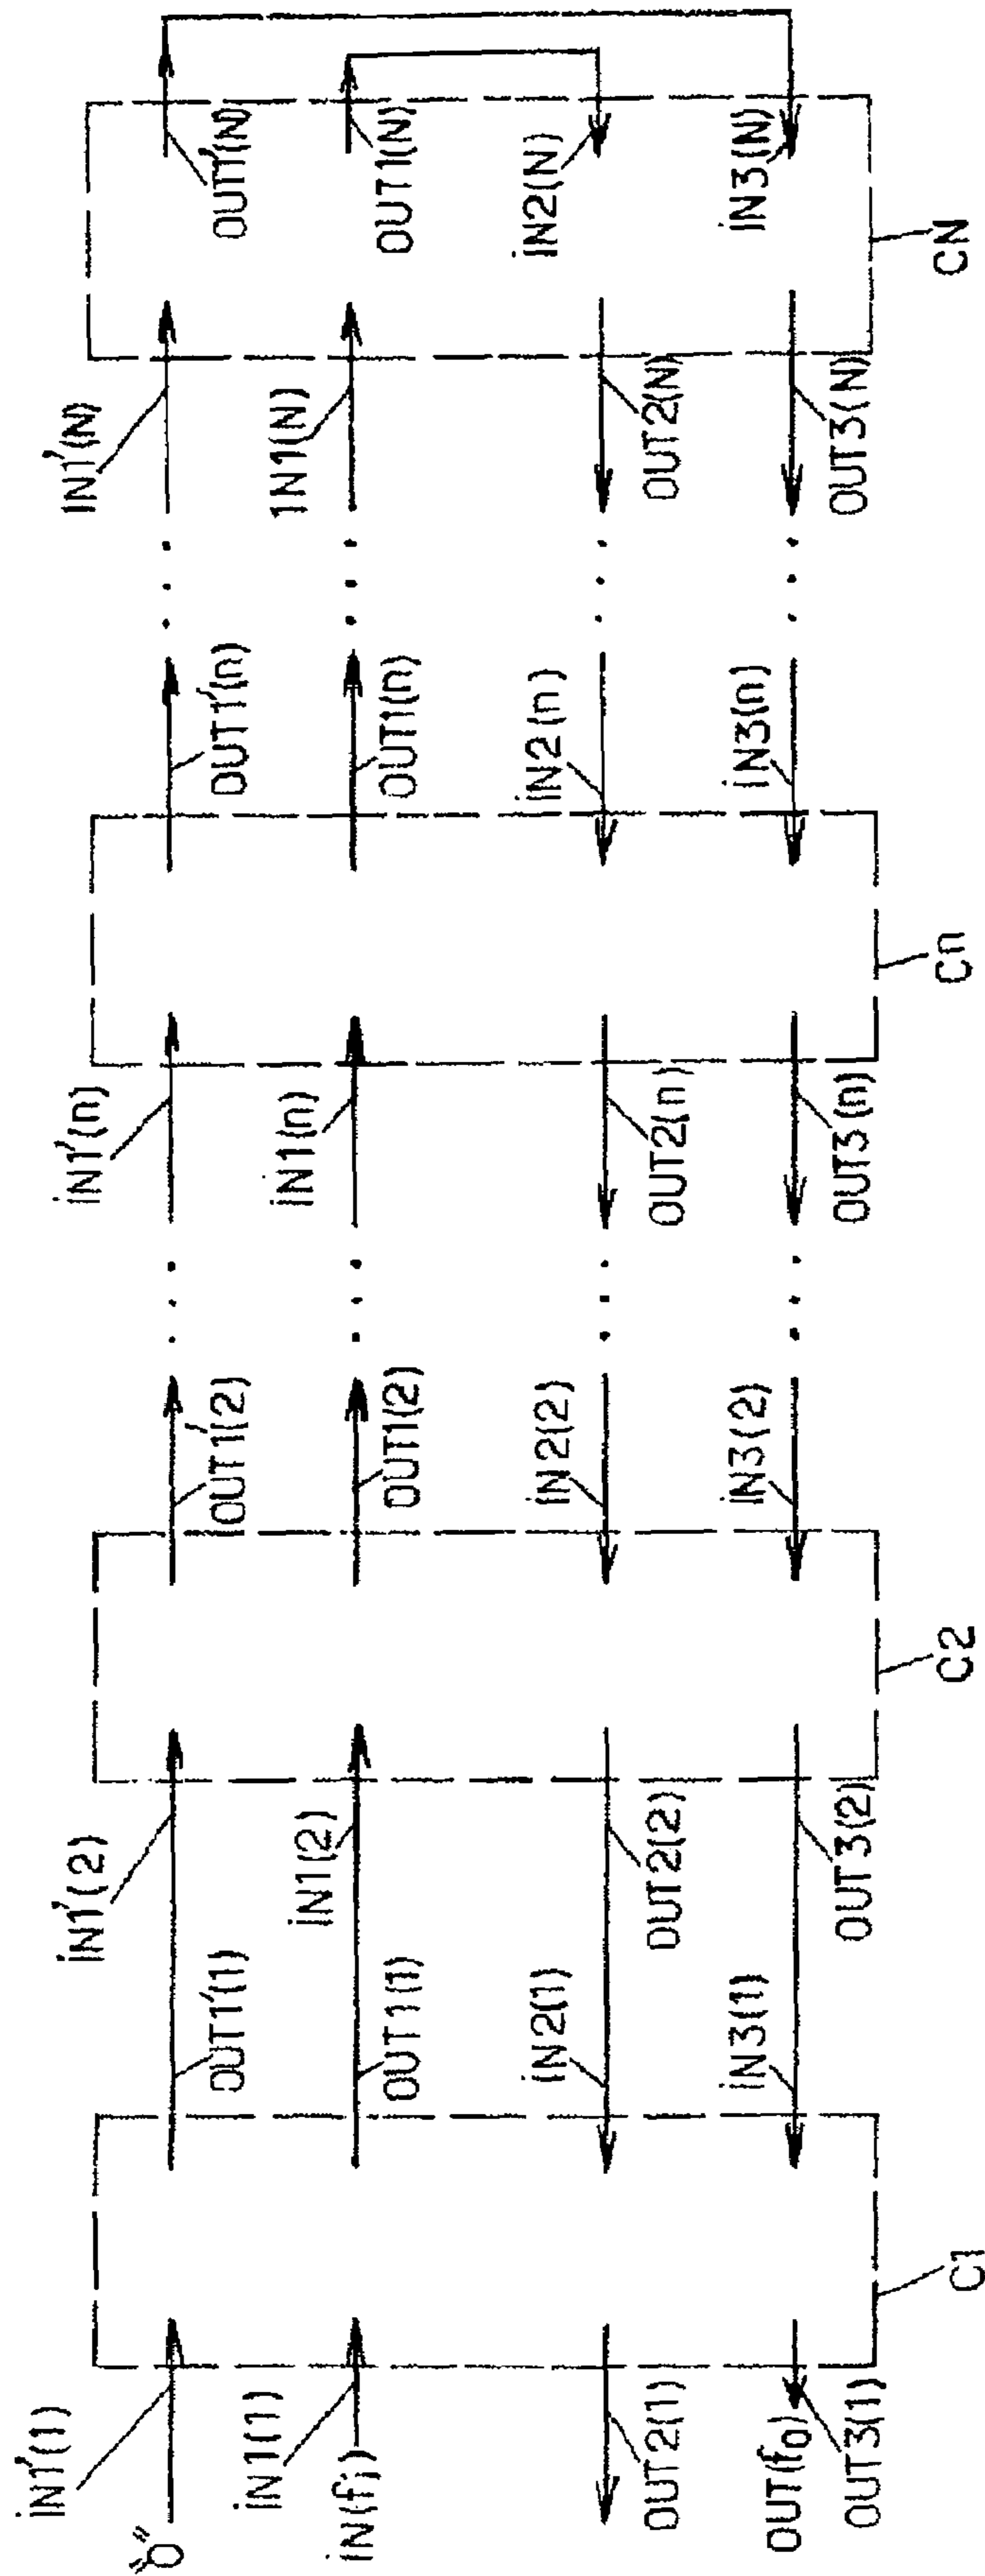 "0"
IN1'(1)
IN1(1)
IN(fi)
OUT2(1)
OUT(f0)
OUT3(1)
C1
OUT1'(1)
OUT1(1)
iN2(1)
iN3(1)
iN1'(2)
iN1(2)
OUT2(2)
OUT3(2)
C2
OUT1'(2)
OUT1(2)
iN2(2)
iN3(2)
iN1'(n)
iN1(n)
OUT2(n)
OUT3(n)
Cn
OUT1'(n)
OUT1(n)
iN2(n)
iN3(n)
IN1'(N)
1N1(N)
OUT2(N)
OUT3(N)
CN
OUT1'(N)
OUT1(N)
iN2(N)
iN3(N)